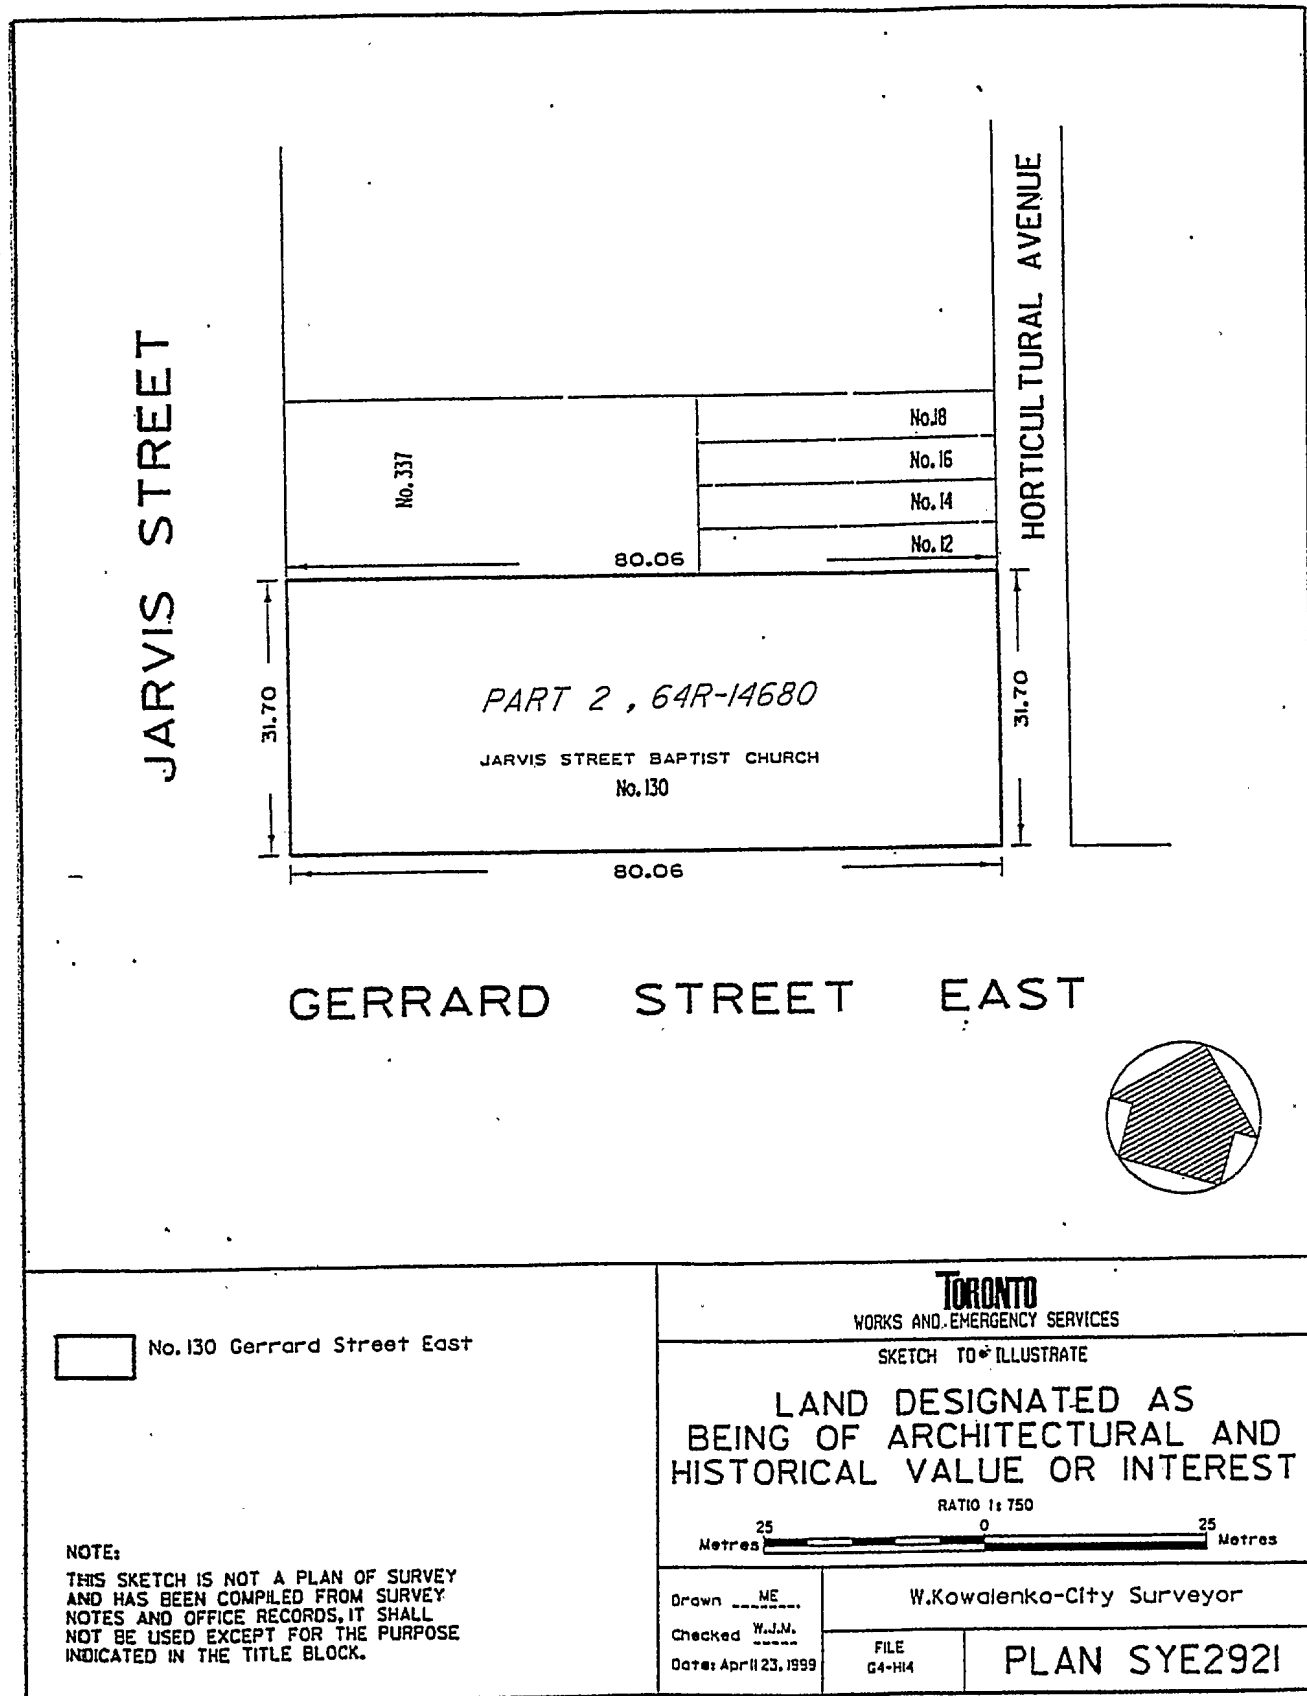 JARVIS STREET
HORTICULTURAL AVENUE
No.18
No.16
No.337
No.14
No.12
80.06
31.70
31.70
PART 2 , 64R-14680
JARVIS STREET BAPTIST CHURCH
No.130
80.06
GERRARD STREET EAST
No.130 Gerrard Street East
NOTE:
THIS SKETCH IS NOT A PLAN OF SURVEY
AND HAS BEEN COMPILED FROM SURVEY
NOTES AND OFFICE RECORDS, IT SHALL
NOT BE USED EXCEPT FOR THE PURPOSE
INDICATED IN THE TITLE BLOCK.
TORONTO
WORKS AND EMERGENCY SERVICES
SKETCH TO ILLUSTRATE
LAND DESIGNATED AS
BEING OF ARCHITECTURAL AND
HISTORICAL VALUE OR INTEREST
RATIO 1: 750
25 0 25
Metres Metres
Drawn ME
Checked W.J.M.
Date: April 23, 1999
W.Kowalenko-City Surveyor
FILE
G4-H14
PLAN SYE2921